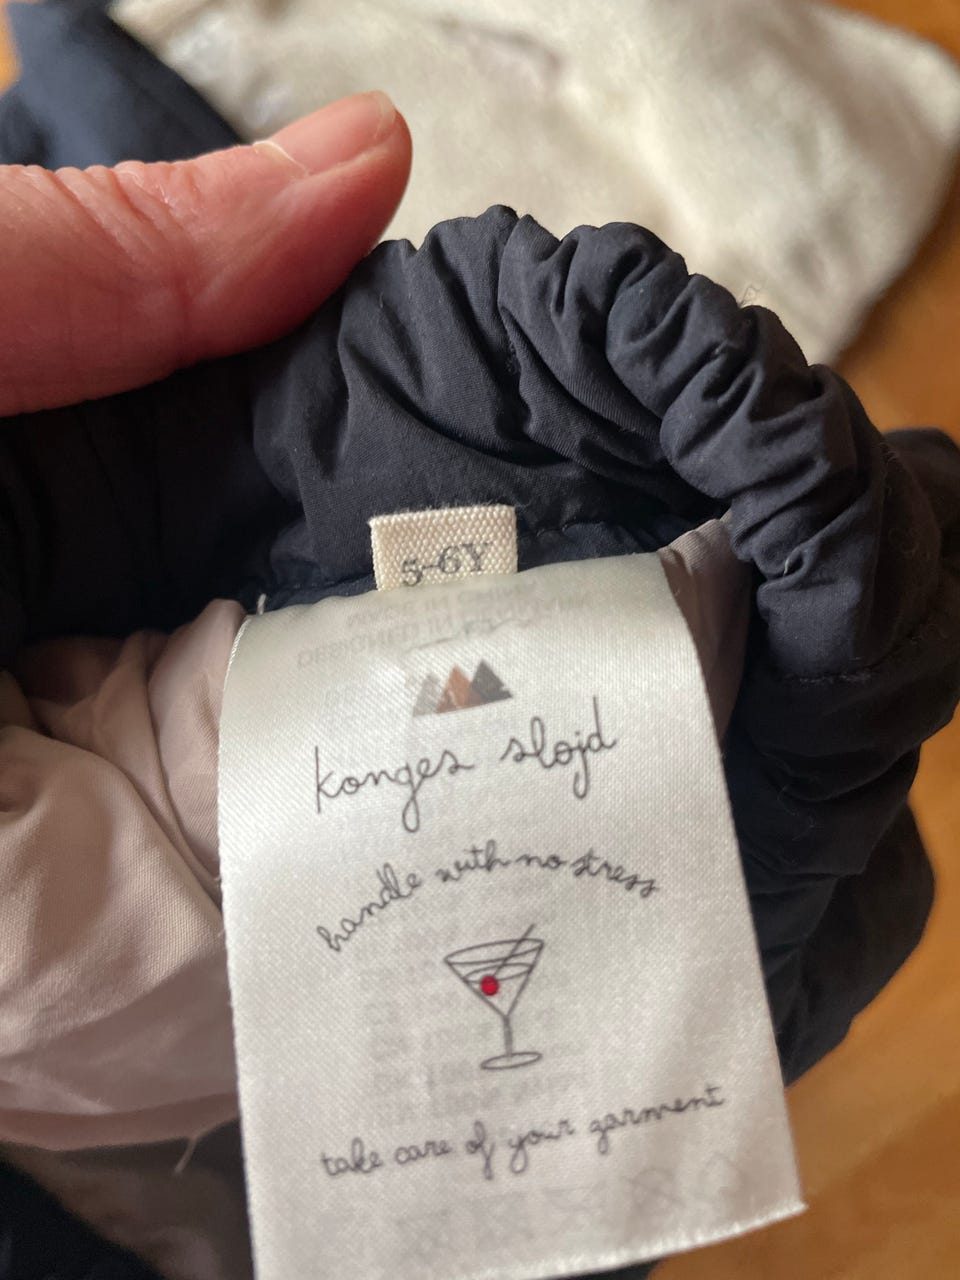 5-6Y
konges sløjd
handle with no stress
take care of your garment